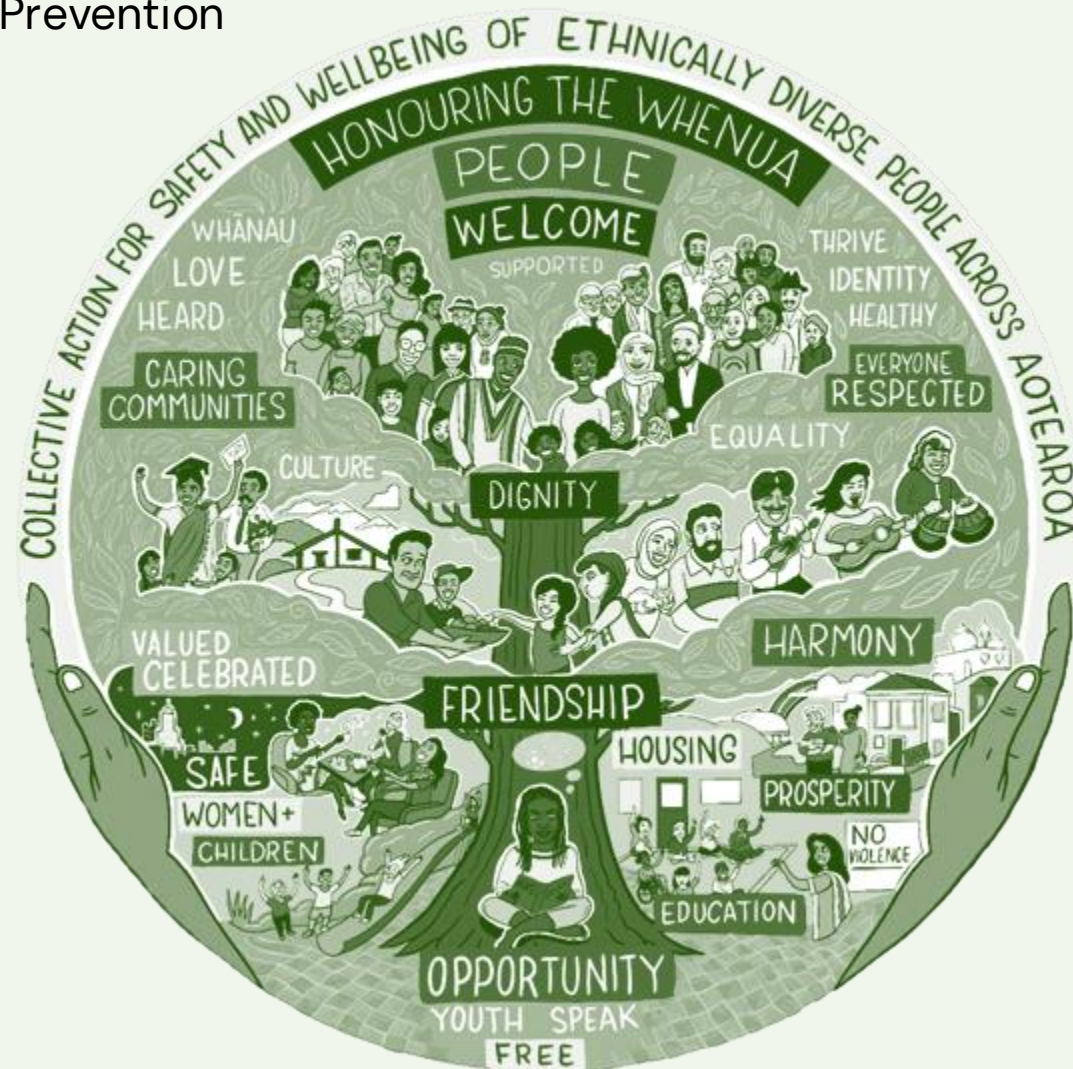 Prevention
COLLECTIVE ACTION FOR SAFETY AND WELLBEING OF ETHNICALLY DIVERSE PEOPLE ACROSS AOTEAROA
HONOURING THE WHENUA
PEOPLE
WELCOME
SUPPORTED
WHĀNAU
LOVE
HEARD
THRIVE
IDENTITY
HEALTHY
CARING
COMMUNITIES
EVERYONE
RESPECTED
EQUALITY
CULTURE
DIGNITY
VALUED
CELEBRATED
HARMONY
FRIENDSHIP
SAFE
WOMEN+
CHILDREN
HOUSING
PROSPERITY
NO
VIOLENCE
EDUCATION
OPPORTUNITY
YOUTH SPEAK
FREE